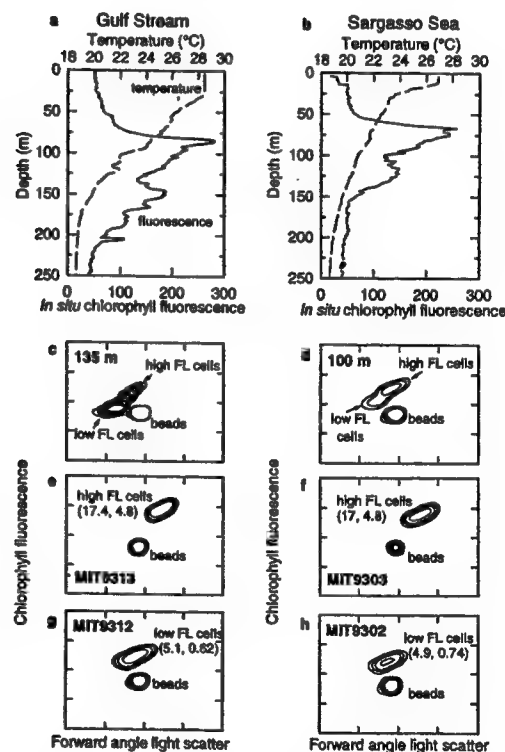 a Gulf Stream
Temperature (°C)
18 20 22 24 26 28 30
0
50
100
150
200
250
Depth (m)
temperature
fluorescence
0 100 200 300
In situ chlorophyll fluorescence
b Sargasso Sea
Temperature (°C)
18 20 22 24 26 28 30
0
50
100
150
200
250
Depth (m)
0 100 200 300
In situ chlorophyll fluorescence
Chlorophyll fluorescence
c 135 m
high FL cells
beads
low FL cells
100 m
high FL cells
beads
low FL
cells
Chlorophyll fluorescence
e
high FL cells
(17.4, 4.8)
beads
MIT9313
f
high FL cells
(17, 4.8)
beads
MIT9303
g MIT9312
low FL cells
(5.1, 0.62)
beads
h MIT9302
low FL cells
(4.9, 0.74)
beads
Forward angle light scatter
Forward angle light scatter